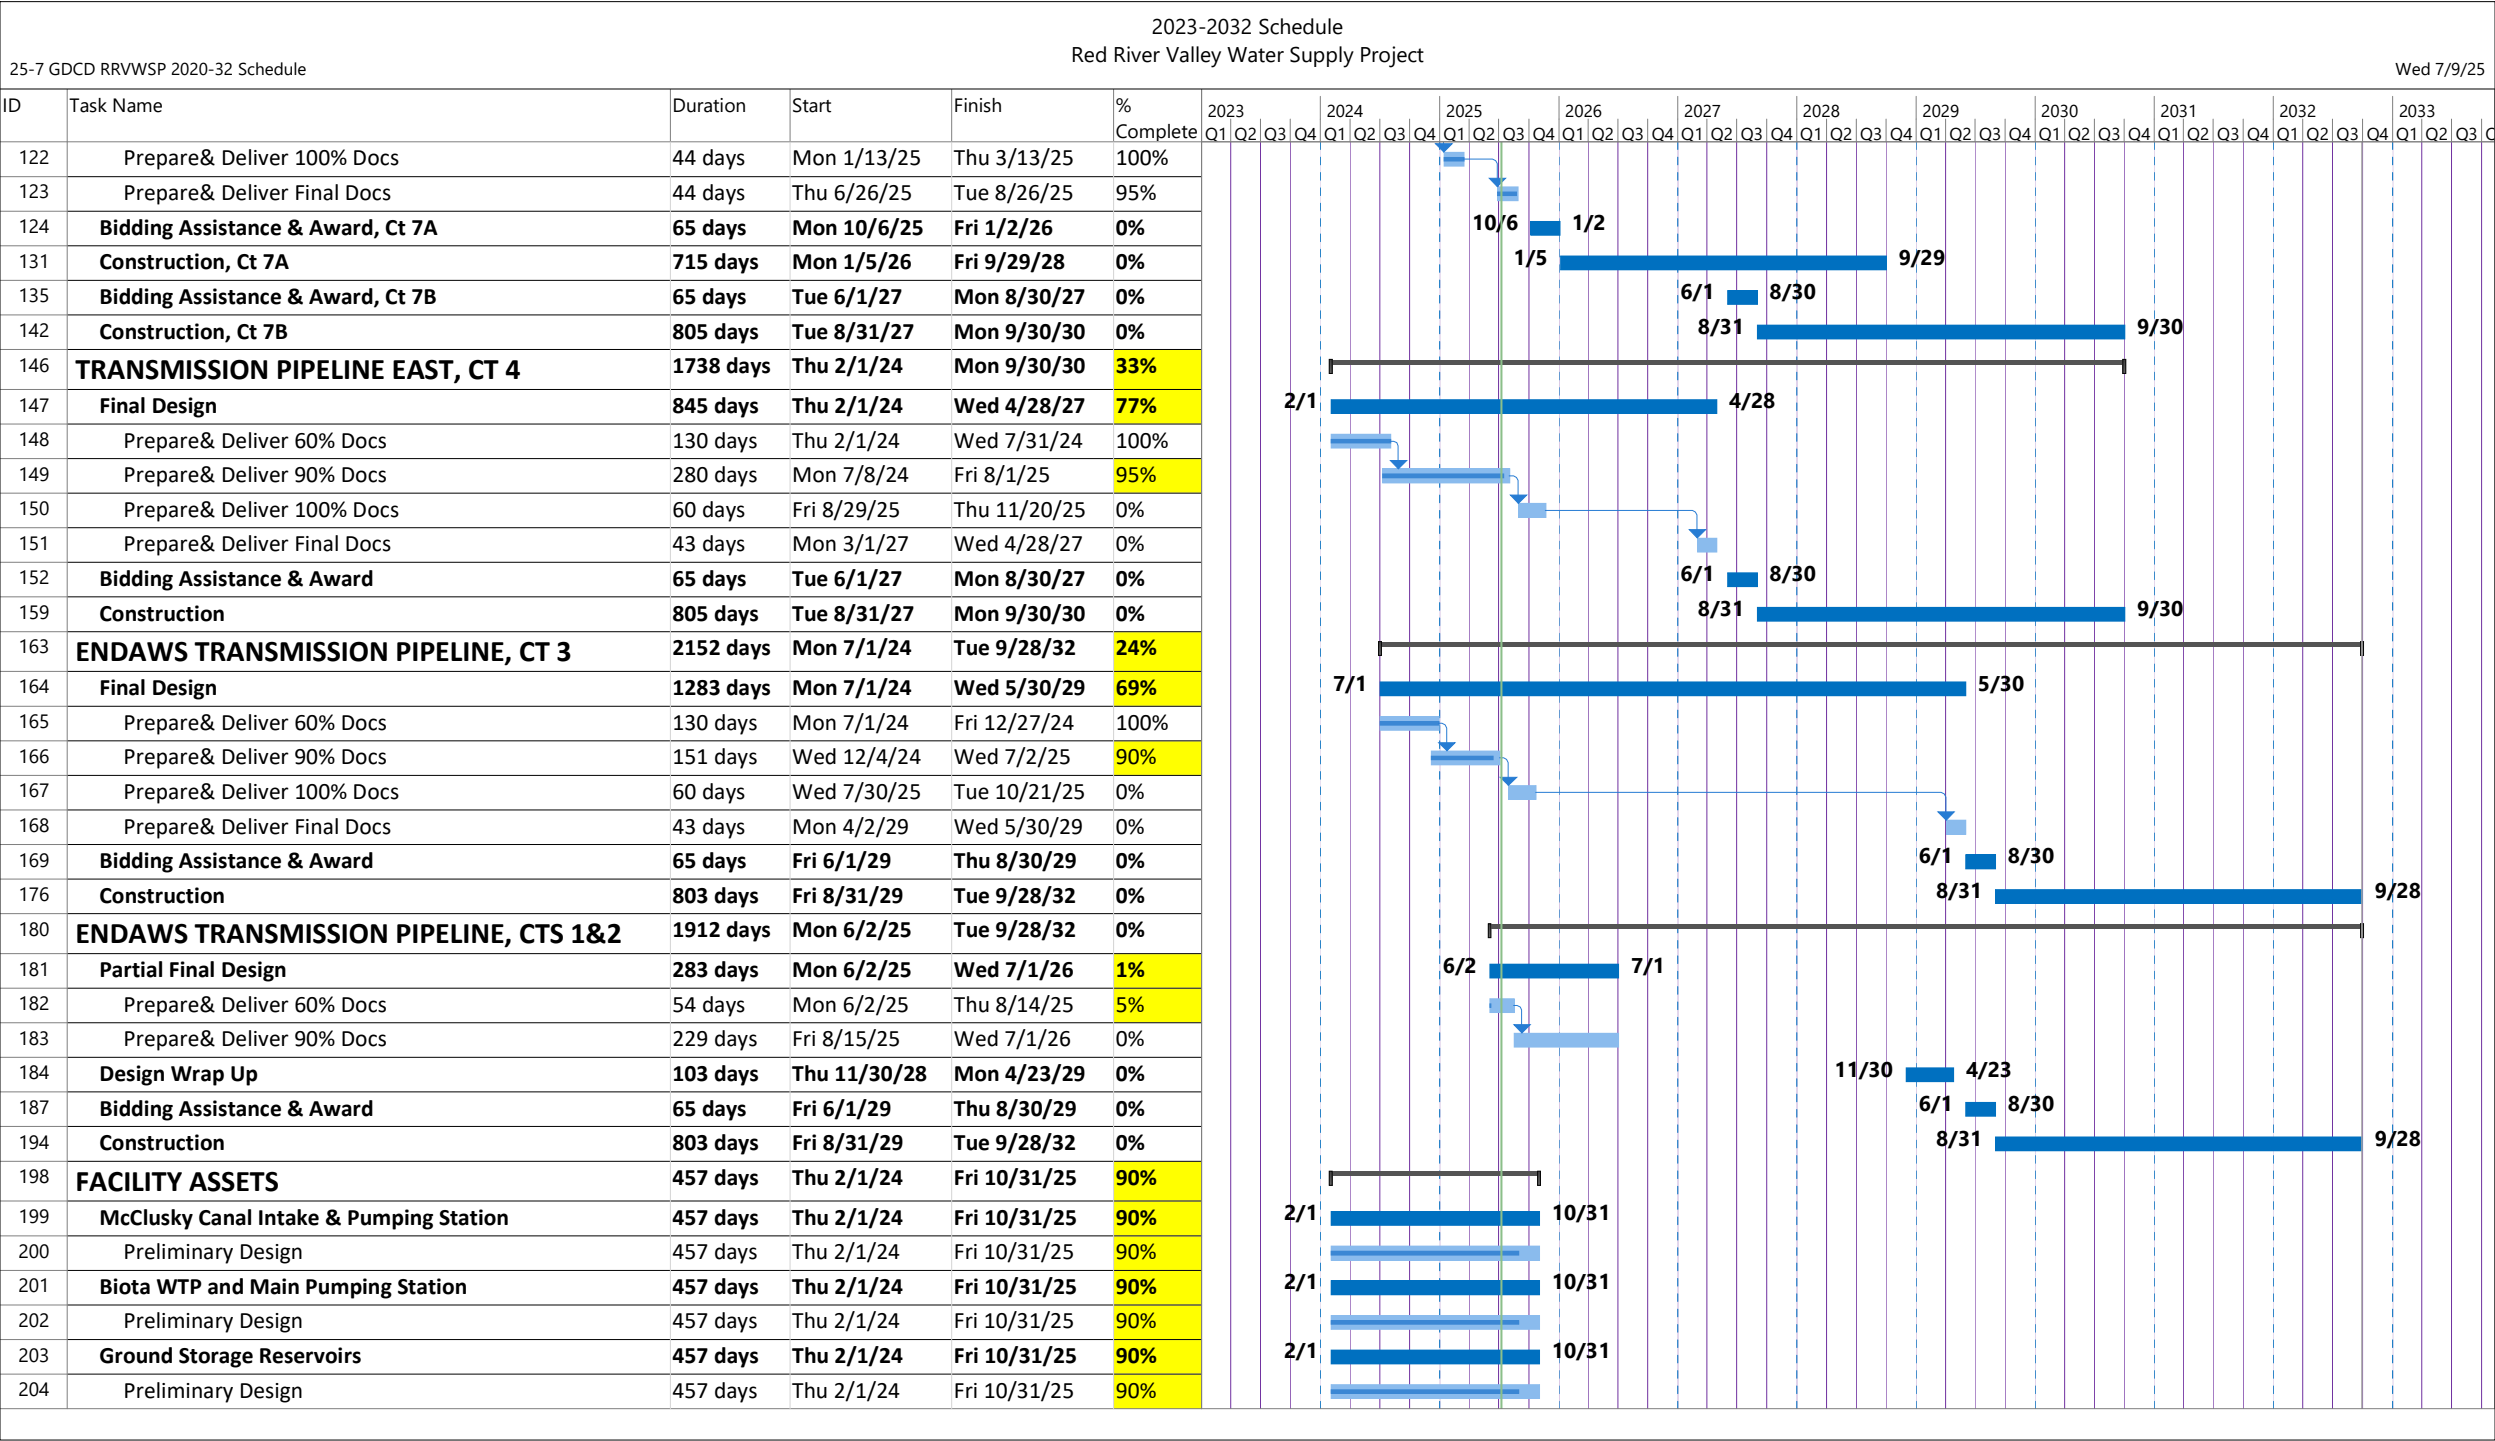 2023-2032 Schedule
Red River Valley Water Supply Project
25-7 GDCD RRVWSP 2020-32 Schedule
Wed 7/9/25
ID Task Name Duration Start Finish % Complete 2023 2024 2025 2026 2027 2028 2029 2030 2031 2032 2033
Q1 Q2 Q3 Q4 Q1 Q2 Q3 Q4 Q1 Q2 Q3 Q4 Q1 Q2 Q3 Q4 Q1 Q2 Q3 Q4 Q1 Q2 Q3 Q4 Q1 Q2 Q3 Q4 Q1 Q2 Q3 Q4 Q1 Q2 Q3 Q4 Q1 Q2 Q3 Q4 Q1 Q2 Q3
122 Prepare& Deliver 100% Docs 44 days Mon 1/13/25 Thu 3/13/25 100%
123 Prepare& Deliver Final Docs 44 days Thu 6/26/25 Tue 8/26/25 95%
124 Bidding Assistance & Award, Ct 7A 65 days Mon 10/6/25 Fri 1/2/26 0% 10/6 1/2
131 Construction, Ct 7A 715 days Mon 1/5/26 Fri 9/29/28 0% 1/5 9/29
135 Bidding Assistance & Award, Ct 7B 65 days Tue 6/1/27 Mon 8/30/27 0% 6/1 8/30
142 Construction, Ct 7B 805 days Tue 8/31/27 Mon 9/30/30 0% 8/31 9/30
146 TRANSMISSION PIPELINE EAST, CT 4 1738 days Thu 2/1/24 Mon 9/30/30 33%
147 Final Design 845 days Thu 2/1/24 Wed 4/28/27 77% 2/1 4/28
148 Prepare& Deliver 60% Docs 130 days Thu 2/1/24 Wed 7/31/24 100%
149 Prepare& Deliver 90% Docs 280 days Mon 7/8/24 Fri 8/1/25 95%
150 Prepare& Deliver 100% Docs 60 days Fri 8/29/25 Thu 11/20/25 0%
151 Prepare& Deliver Final Docs 43 days Mon 3/1/27 Wed 4/28/27 0%
152 Bidding Assistance & Award 65 days Tue 6/1/27 Mon 8/30/27 0% 6/1 8/30
159 Construction 805 days Tue 8/31/27 Mon 9/30/30 0% 8/31 9/30
163 ENDAWS TRANSMISSION PIPELINE, CT 3 2152 days Mon 7/1/24 Tue 9/28/32 24%
164 Final Design 1283 days Mon 7/1/24 Wed 5/30/29 69% 7/1 5/30
165 Prepare& Deliver 60% Docs 130 days Mon 7/1/24 Fri 12/27/24 100%
166 Prepare& Deliver 90% Docs 151 days Wed 12/4/24 Wed 7/2/25 90%
167 Prepare& Deliver 100% Docs 60 days Wed 7/30/25 Tue 10/21/25 0%
168 Prepare& Deliver Final Docs 43 days Mon 4/2/29 Wed 5/30/29 0%
169 Bidding Assistance & Award 65 days Fri 6/1/29 Thu 8/30/29 0% 6/1 8/30
176 Construction 803 days Fri 8/31/29 Tue 9/28/32 0% 8/31 9/28
180 ENDAWS TRANSMISSION PIPELINE, CTS 1&2 1912 days Mon 6/2/25 Tue 9/28/32 0%
181 Partial Final Design 283 days Mon 6/2/25 Wed 7/1/26 1% 6/2 7/1
182 Prepare& Deliver 60% Docs 54 days Mon 6/2/25 Thu 8/14/25 5%
183 Prepare& Deliver 90% Docs 229 days Fri 8/15/25 Wed 7/1/26 0%
184 Design Wrap Up 103 days Thu 11/30/28 Mon 4/23/29 0% 11/30 4/23
187 Bidding Assistance & Award 65 days Fri 6/1/29 Thu 8/30/29 0% 6/1 8/30
194 Construction 803 days Fri 8/31/29 Tue 9/28/32 0% 8/31 9/28
198 FACILITY ASSETS 457 days Thu 2/1/24 Fri 10/31/25 90%
199 McClusky Canal Intake & Pumping Station 457 days Thu 2/1/24 Fri 10/31/25 90% 2/1 10/31
200 Preliminary Design 457 days Thu 2/1/24 Fri 10/31/25 90%
201 Biota WTP and Main Pumping Station 457 days Thu 2/1/24 Fri 10/31/25 90% 2/1 10/31
202 Preliminary Design 457 days Thu 2/1/24 Fri 10/31/25 90%
203 Ground Storage Reservoirs 457 days Thu 2/1/24 Fri 10/31/25 90% 2/1 10/31
204 Preliminary Design 457 days Thu 2/1/24 Fri 10/31/25 90%